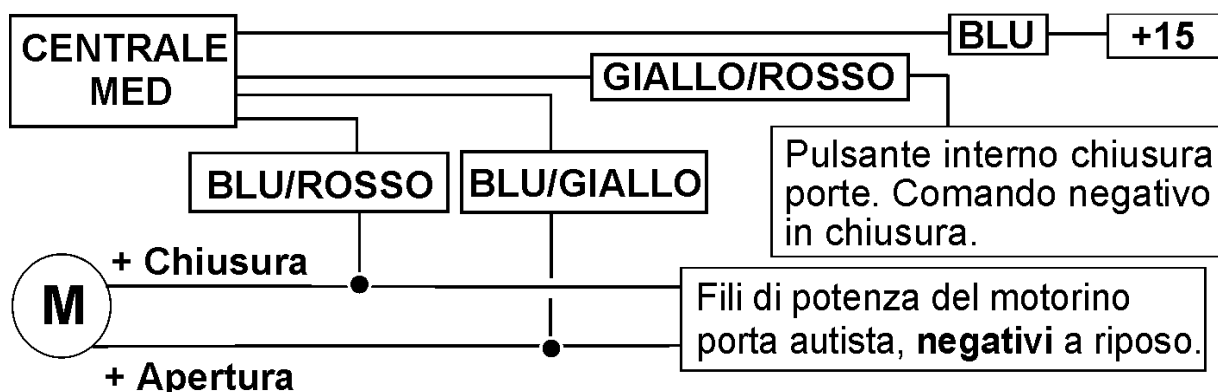 CENTRALE
MED
BLU
+15
GIALLO/ROSSO
Pulsante interno chiusura
porte. Comando negativo
in chiusura.
BLU/ROSSO
BLU/GIALLO
+ Chiusura
M
Fili di potenza del motorino
porta autista, negativi a riposo.
+ Apertura